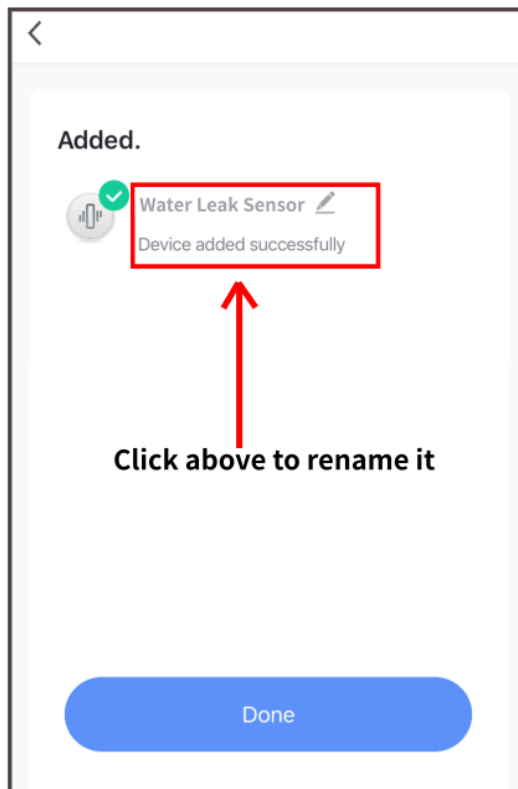 Added.
Water Leak Sensor
Device added successfully
Click above to rename it
Done